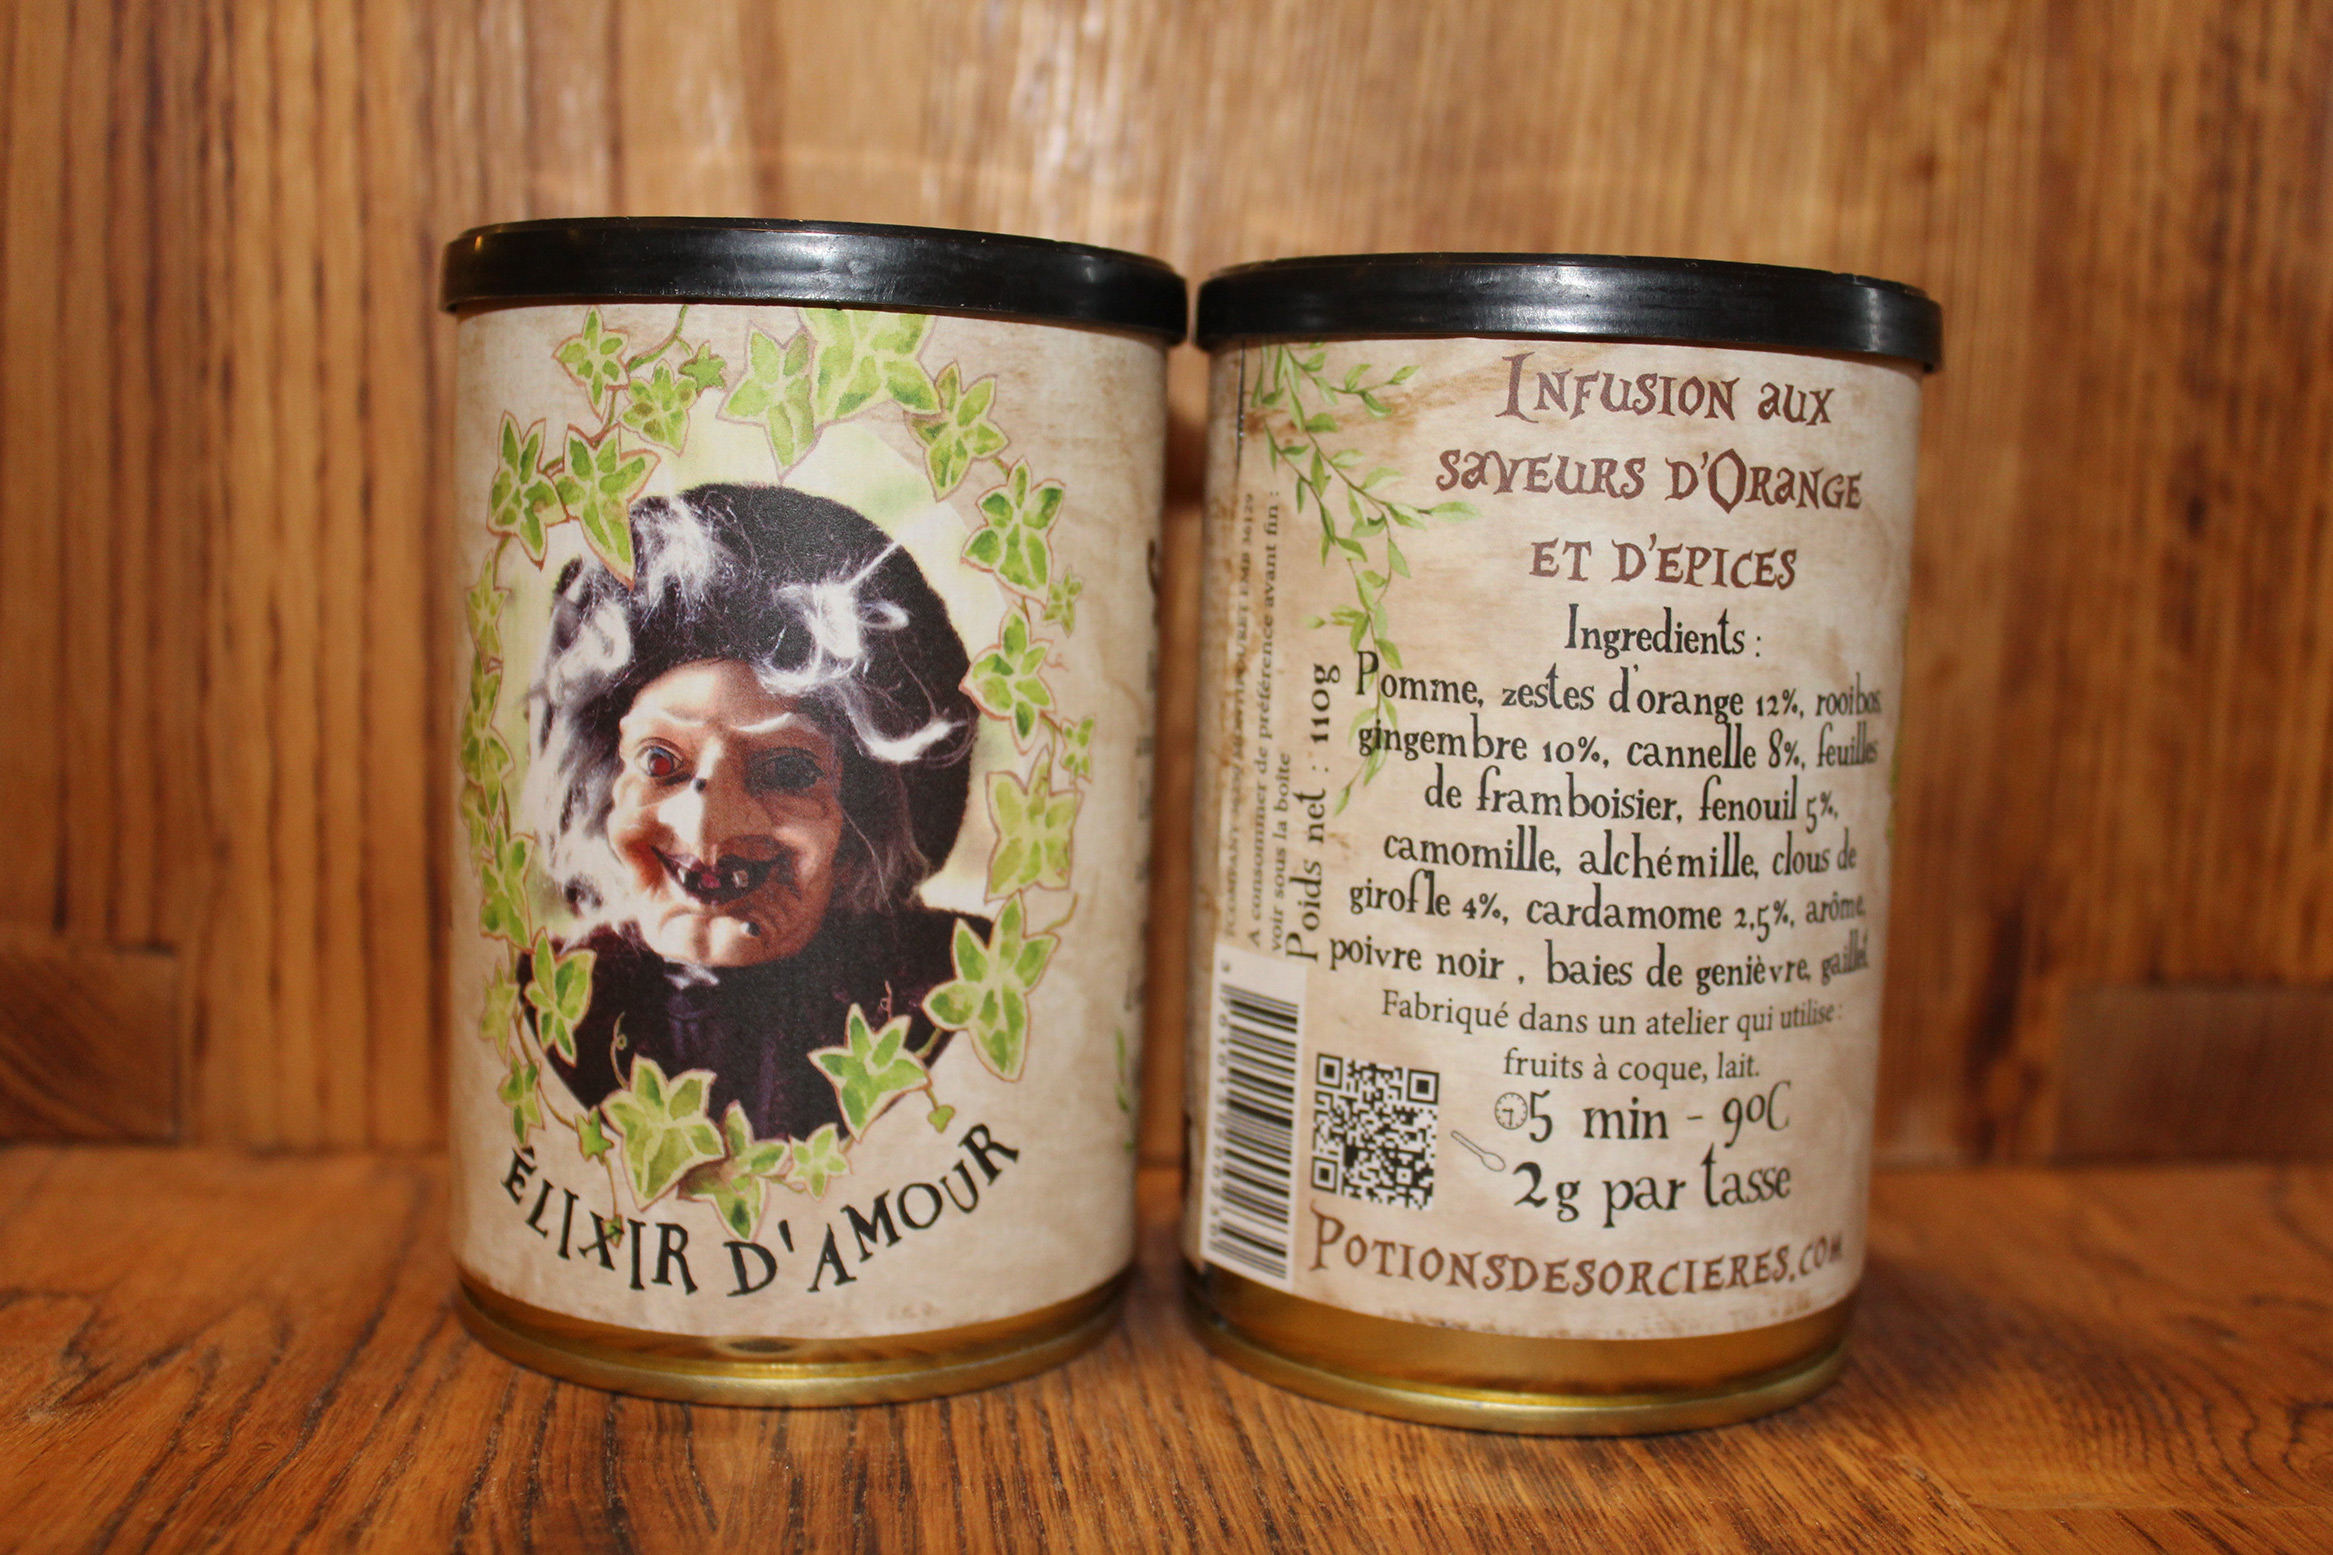 ÉLIXIR D'AMOUR
Infusion aux
saveurs d'Orange
et d'epices
Ingredients :
Pomme, zestes d'orange 12%, rooibos
gingembre 10%, cannelle 8%, feuilles
de framboisier, fenouil 5%,
camomille, alchémille, clous de
girofle 4%, cardamome 2,5%, arôme,
poivre noir , baies de genièvre, gaillet
Fabriqué dans un atelier qui utilise :
fruits à coque, lait.
5 min - 90C
2g par tasse
Potionsdesorcieres.com
Poids net : 110g
A consommer de préférence avant fin :
voir sous la boîte